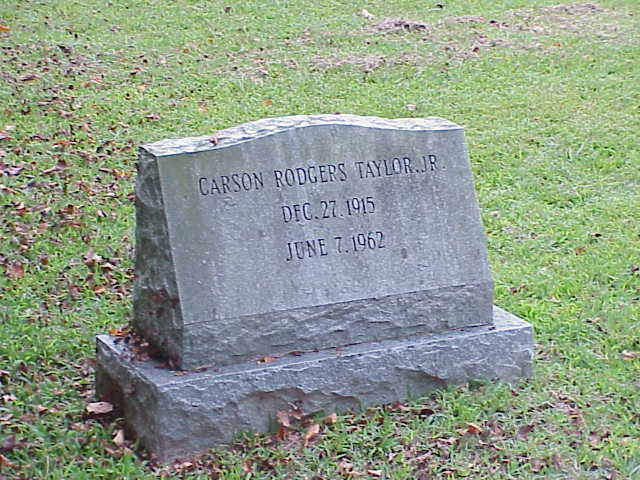 CARSON RODGERS TAYLOR, JR.
DEC. 27. 1915
JUNE 7. 1962